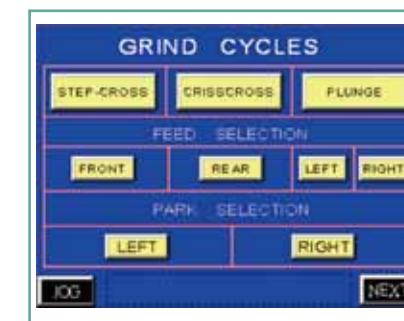 GRIND CYCLES
STEP-CROSS CRISSCROSS PLUNGE
FEED SELECTION
FRONT REAR LEFT RIGHT
PARK SELECTION
LEFT RIGHT
JOG NEXT